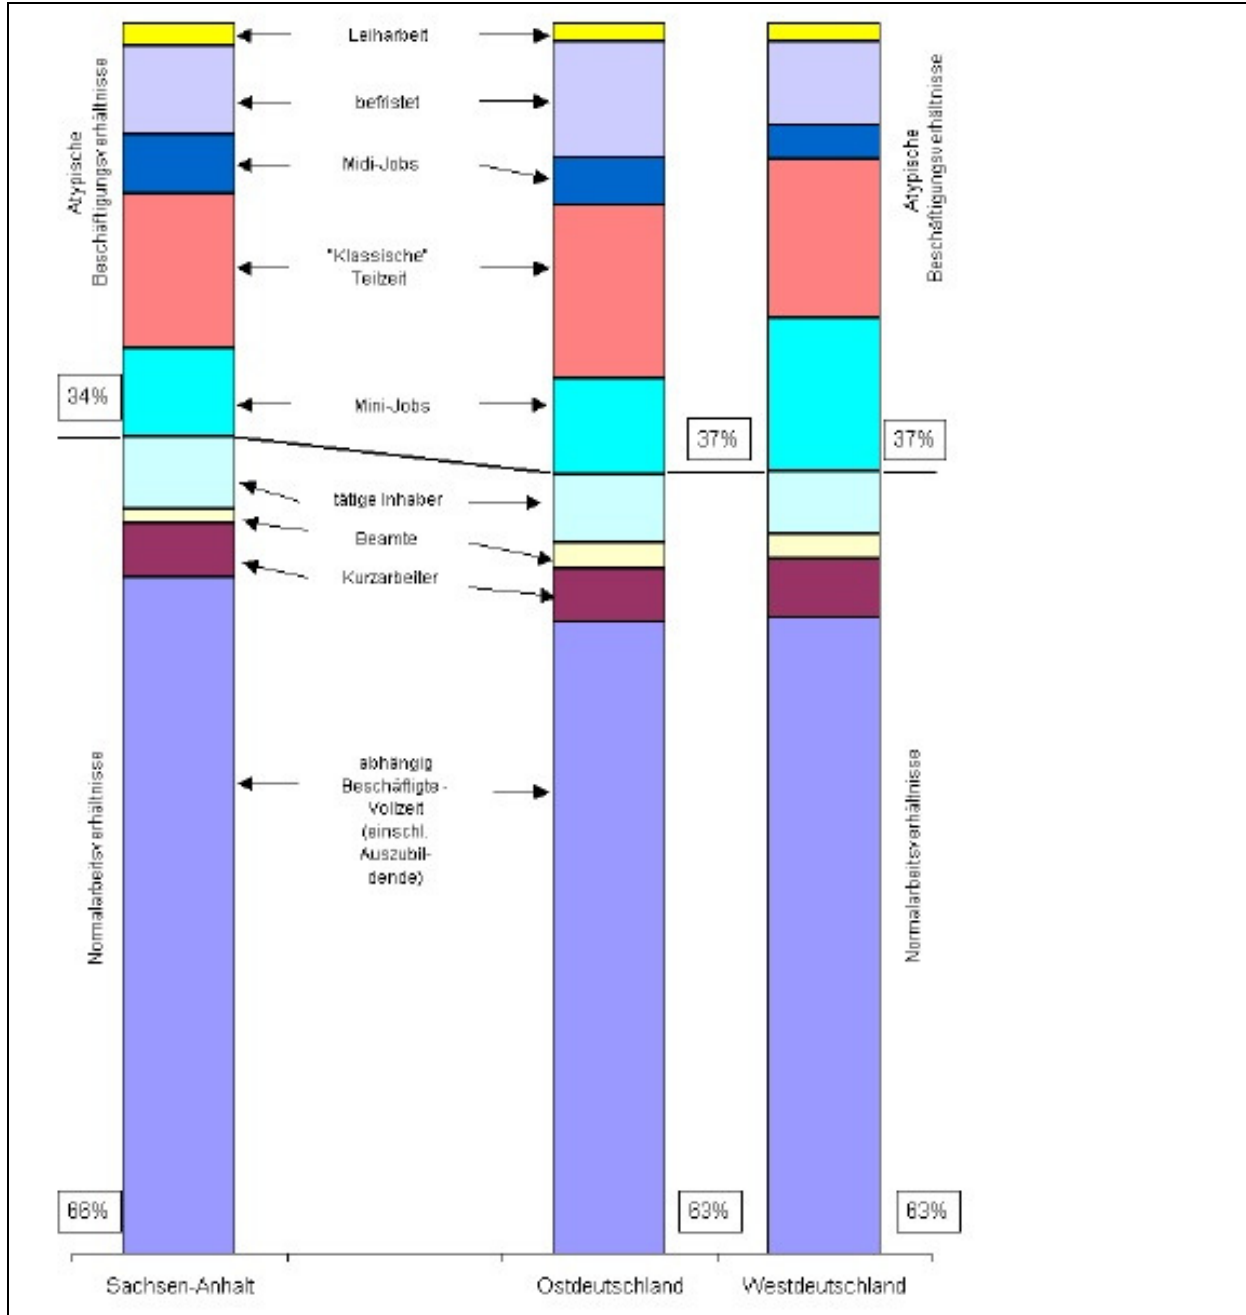 Leiharbeit
befristet
Midi-Jobs
"Klassische"
Teilzeit
Mini-Jobs
tätige Inhaber
Beamte
Kurzarbeiter
abhängig
Beschäftigte -
Vollzeit
(einschl.
Auszubil-
dende)
Atypische
Beschäftigungsverhältnisse
Normalarbeitsverhältnisse
34%
66%
37%
63%
37%
63%
Atypische
Beschäftigungsverhältnisse
Normalarbeitsverhältnisse
Sachsen-Anhalt
Ostdeutschland
Westdeutschland